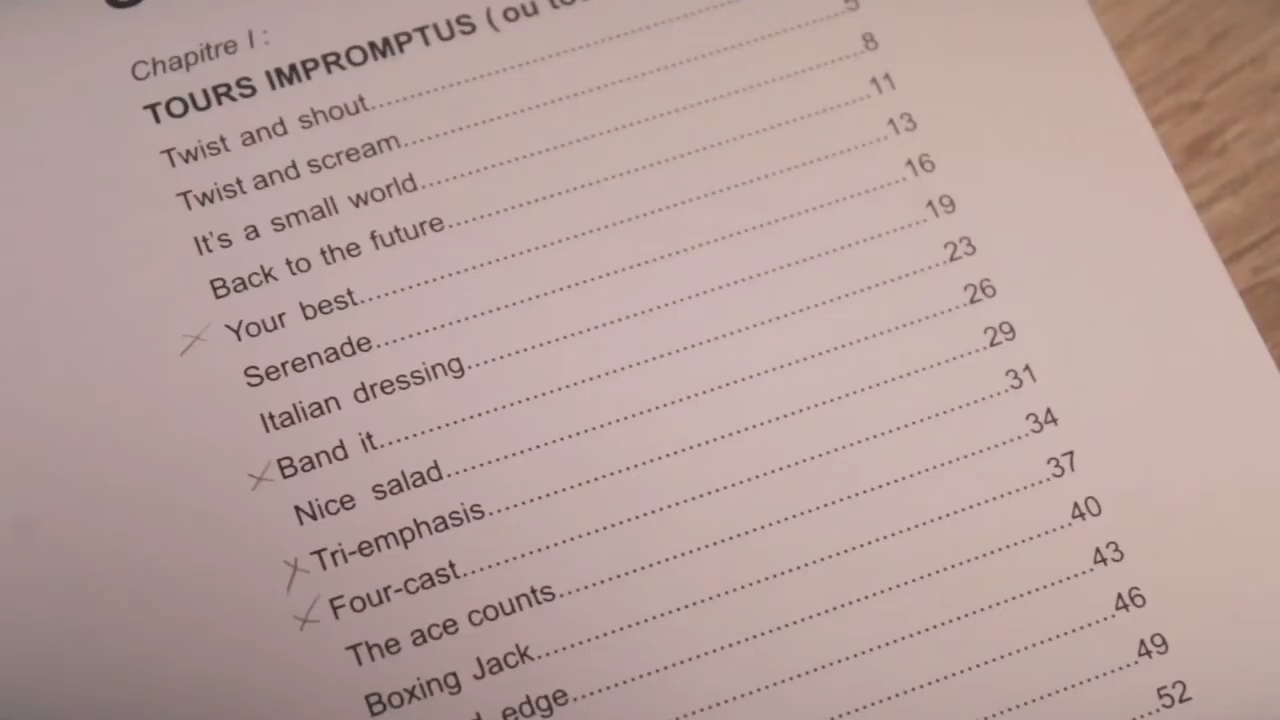 Chapitre I :
TOURS IMPROMPTUS ( ou
Twist and shout
Twist and scream 5
It's a small world 8
Back to the future 11
Your best 13
Serenade 16
Italian dressing 19
Band it 23
Nice salad 26
Tri-emphasis 29
Four-cast 31
The ace counts 34
Boxing Jack 37
edge 40
43
46
49
52